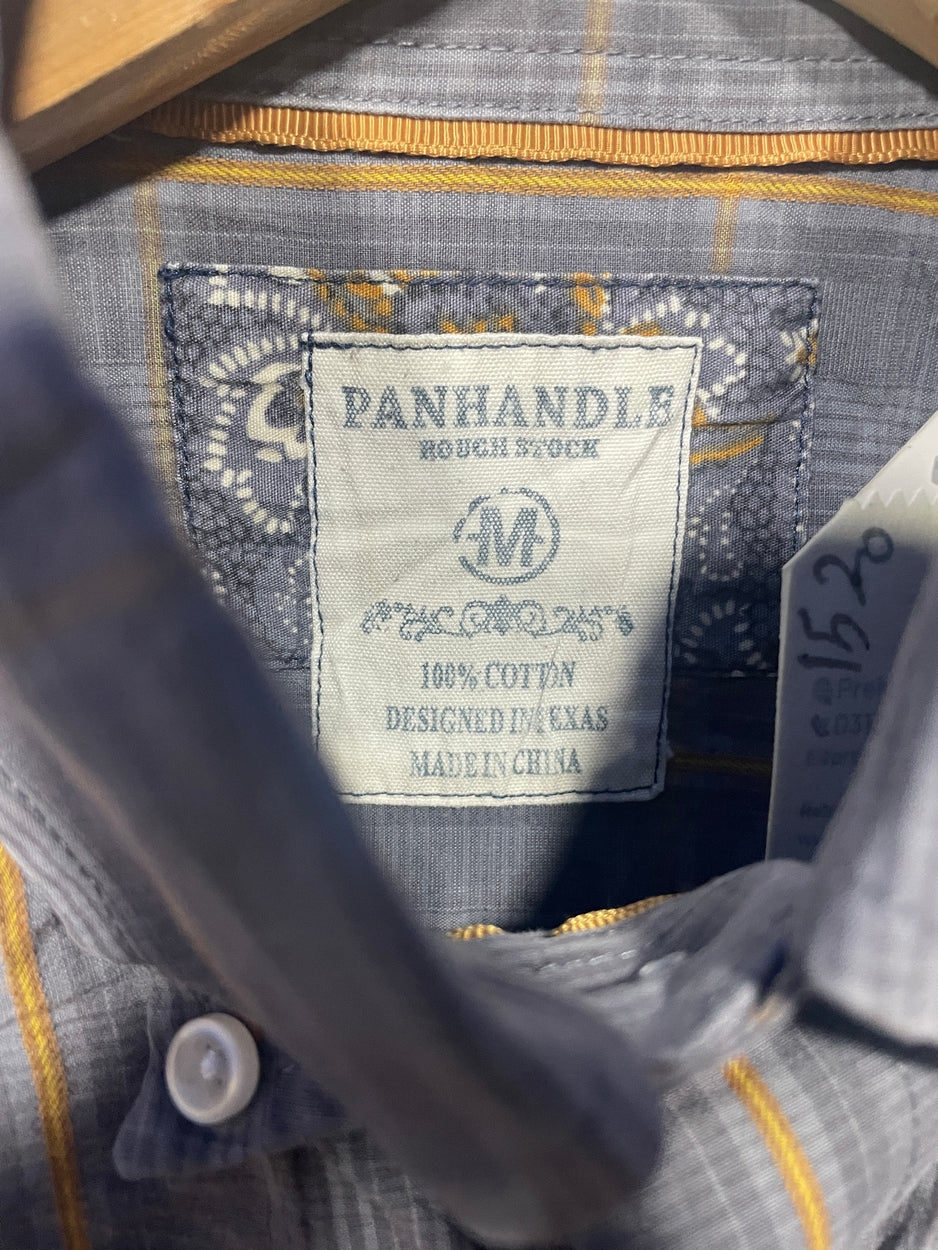 PANHANDLE
ROUGH STOCK
M
100% COTTON
DESIGNED IN TEXAS
MADE IN CHINA
1520